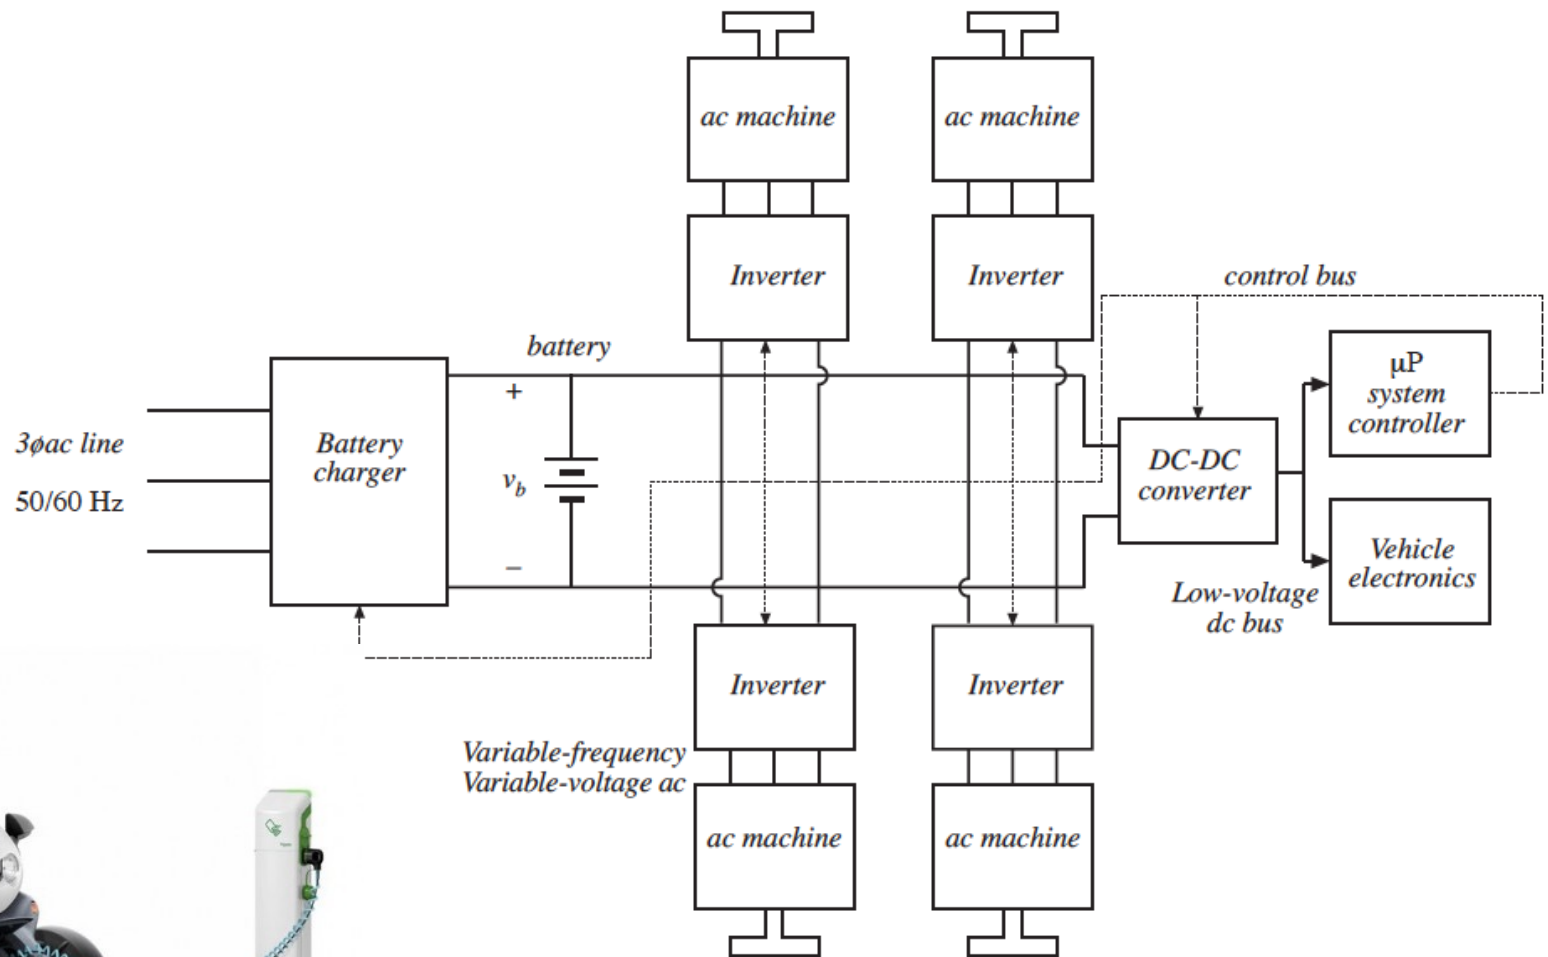 ac machine
ac machine
Inverter
Inverter
control bus
battery
+
μP
system
controller
3øac line
50/60 Hz
Battery
charger
v_b
DC-DC
converter
–
Vehicle
electronics
Low-voltage
dc bus
Inverter
Inverter
Variable-frequency
Variable-voltage ac
ac machine
ac machine